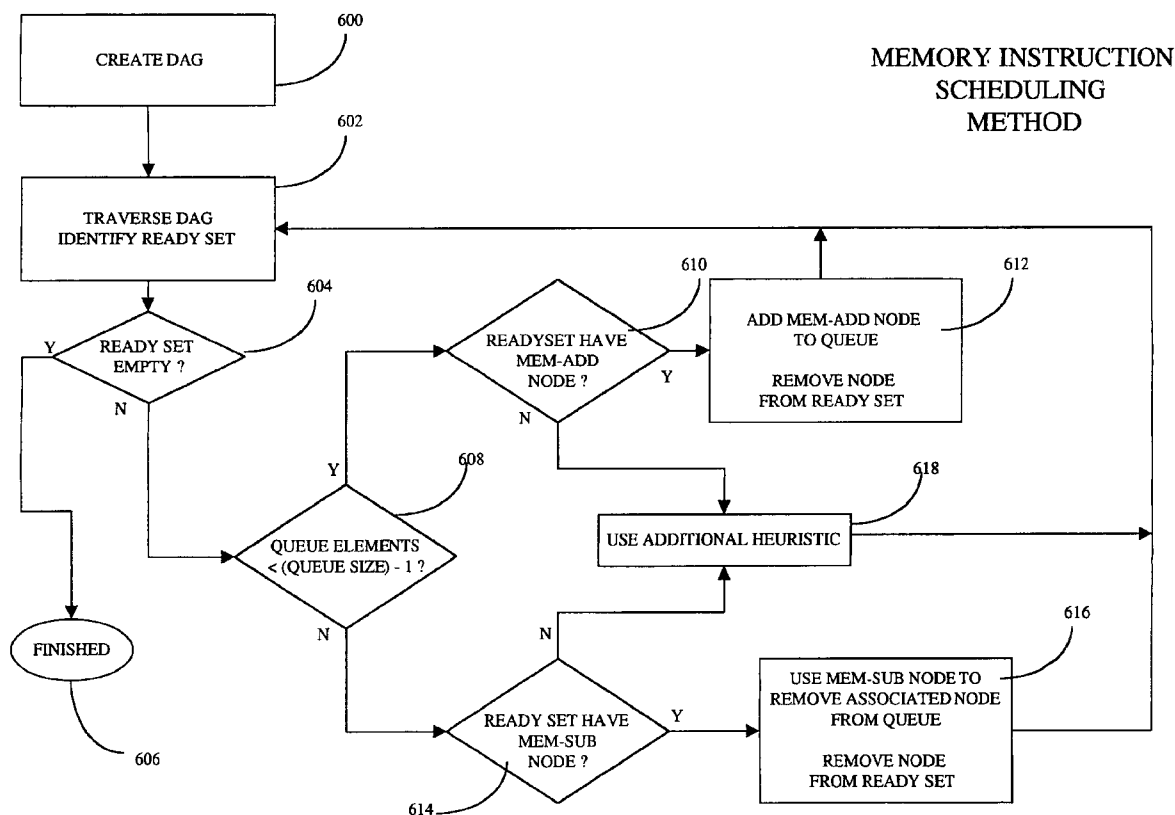 600
CREATE DAG
MEMORY INSTRUCTION
SCHEDULING
METHOD
602
TRAVERSE DAG
IDENTIFY READY SET
604
READY SET
EMPTY ?
Y
N
610
READYSET HAVE
MEM-ADD
NODE ?
Y
N
612
ADD MEM-ADD NODE
TO QUEUE
REMOVE NODE
FROM READY SET
608
Y
QUEUE ELEMENTS
< (QUEUE SIZE) - 1 ?
N
618
USE ADDITIONAL HEURISTIC
FINISHED
606
N
READY SET HAVE
MEM-SUB
NODE ?
Y
614
616
USE MEM-SUB NODE TO
REMOVE ASSOCIATED NODE
FROM QUEUE
REMOVE NODE
FROM READY SET